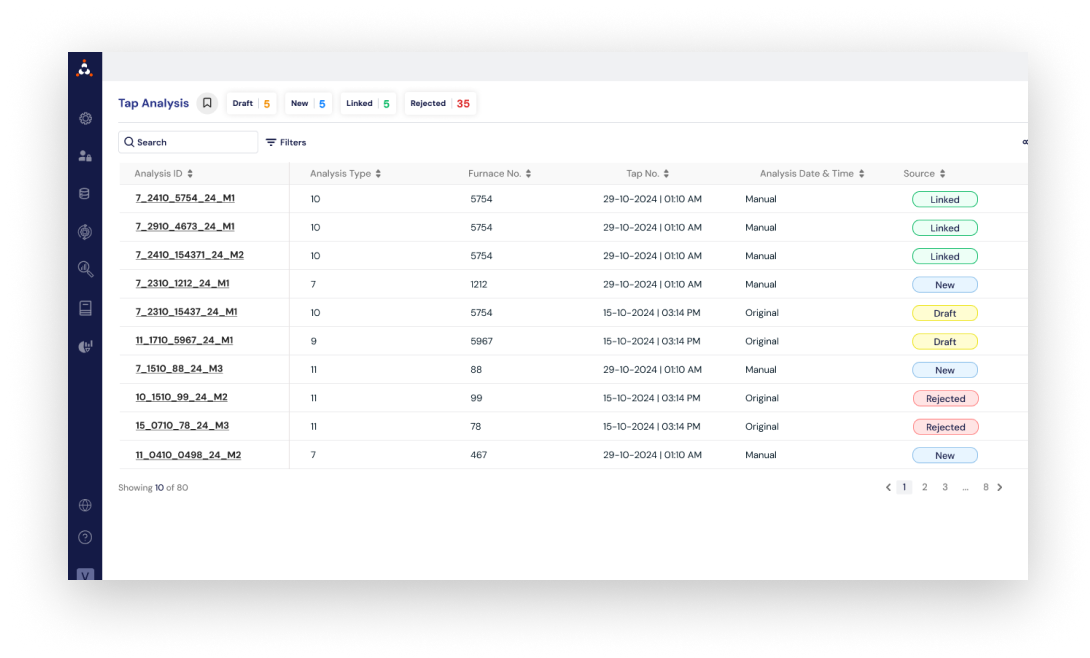 Tap Analysis Draft 5 New 5 Linked 5 Rejected 35
Search Filters
Analysis ID Analysis Type Furnace No. Tap No. Analysis Date & Time Source
7_2410_5754_24_M1 10 5754 29-10-2024 | 01:10 AM Manual Linked
7_2910_4673_24_M1 10 5754 29-10-2024 | 01:10 AM Manual Linked
7_2410_154371_24_M2 10 5754 29-10-2024 | 01:10 AM Manual Linked
7_2310_1212_24_M1 7 1212 29-10-2024 | 01:10 AM Manual New
7_2310_15437_24_M1 10 5754 15-10-2024 | 03:14 PM Original Draft
11_1710_5967_24_M1 9 5967 15-10-2024 | 03:14 PM Original Draft
7_1510_88_24_M3 11 88 29-10-2024 | 01:10 AM Manual New
10_1510_99_24_M2 11 99 15-10-2024 | 03:14 PM Original Rejected
15_0710_78_24_M3 11 78 15-10-2024 | 03:14 PM Original Rejected
11_0410_0498_24_M2 7 467 29-10-2024 | 01:10 AM Manual New
Showing 10 of 80 1 2 3 ... 8
V